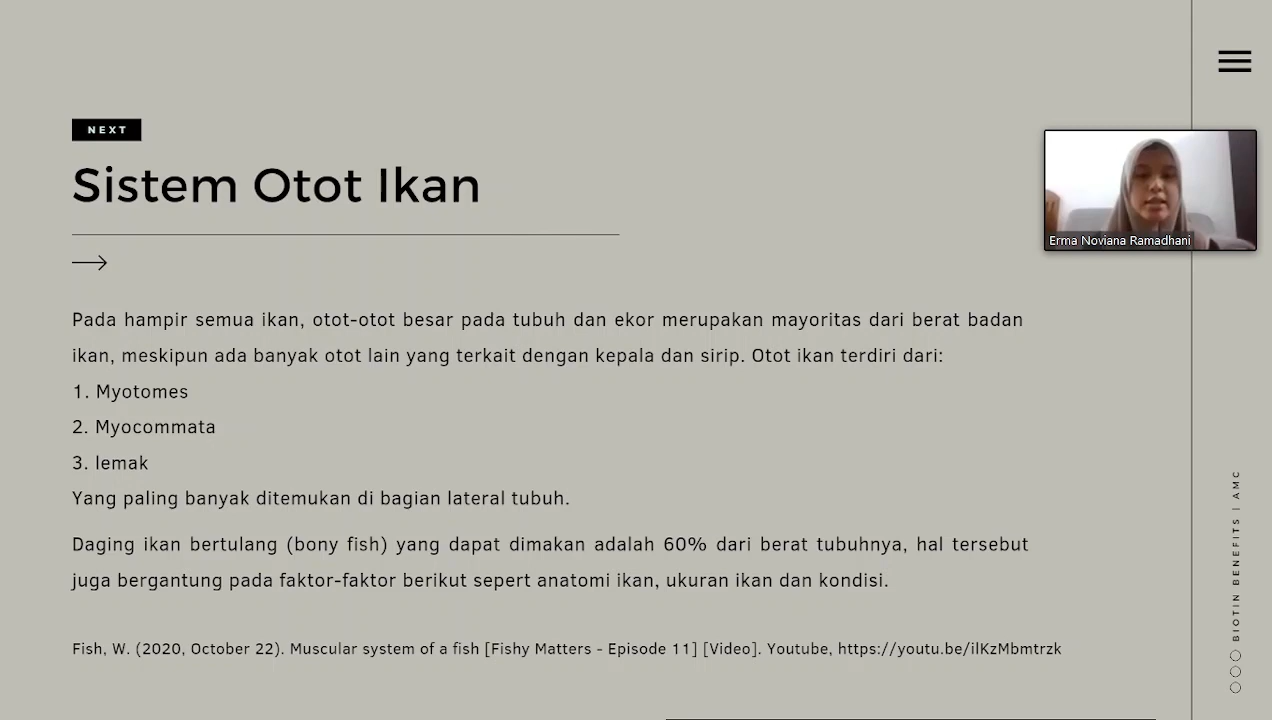 NEXT
Sistem Otot Ikan
Erma Noviana Ramadhani
Pada hampir semua ikan, otot-otot besar pada tubuh dan ekor merupakan mayoritas dari berat badan
ikan, meskipun ada banyak otot lain yang terkait dengan kepala dan sirip. Otot ikan terdiri dari:
1. Myotomes
2. Myocommata
3. lemak
Yang paling banyak ditemukan di bagian lateral tubuh.
Daging ikan bertulang (bony fish) yang dapat dimakan adalah 60% dari berat tubuhnya, hal tersebut
juga bergantung pada faktor-faktor berikut sepert anatomi ikan, ukuran ikan dan kondisi.
Fish, W. (2020, October 22). Muscular system of a fish [Fishy Matters - Episode 11] [Video]. Youtube, https://youtu.be/ilKzMbmtrzk
BIOTIN BENEFITS | AMC